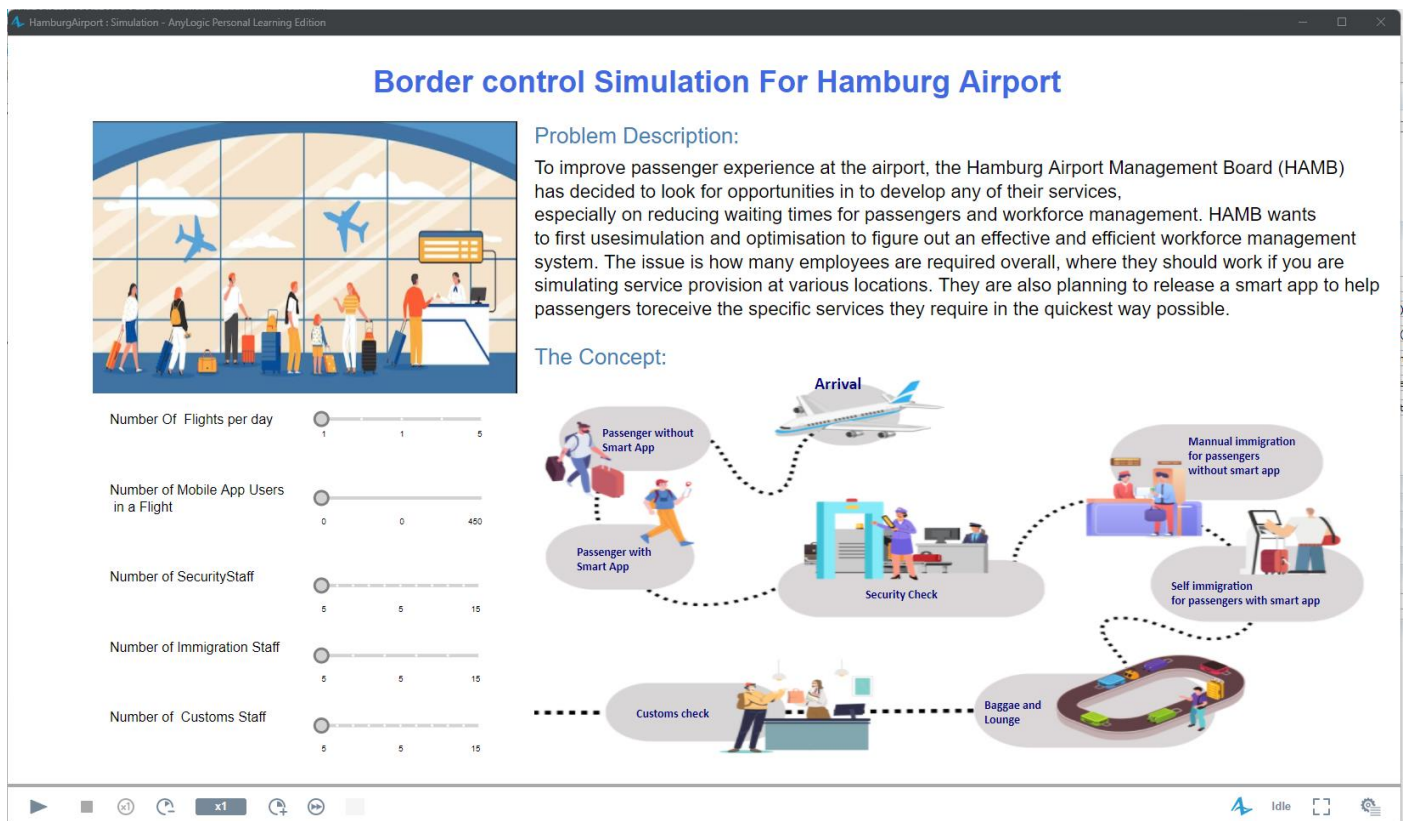 HamburgAirport : Simulation - AnyLogic Personal Learning Edition
Border control Simulation For Hamburg Airport
Problem Description:
To improve passenger experience at the airport, the Hamburg Airport Management Board (HAMB)
has decided to look for opportunities in to develop any of their services,
especially on reducing waiting times for passengers and workforce management. HAMB wants
to first usesimulation and optimisation to figure out an effective and efficient workforce management
system. The issue is how many employees are required overall, where they should work if you are
simulating service provision at various locations. They are also planning to release a smart app to help
passengers toreceive the specific services they require in the quickest way possible.
The Concept:
Number Of Flights per day
1 1 5
Number of Mobile App Users
in a Flight
0 0 450
Number of SecurityStaff
5 5 15
Number of Immigration Staff
5 5 15
Number of Customs Staff
5 5 15
Arrival
Passenger without
Smart App
Passenger with
Smart App
Security Check
Mannual immigration
for passengers
without smart app
Self immigration
for passengers with smart app
Baggae and
Lounge
Customs check
x1
x1
Idle